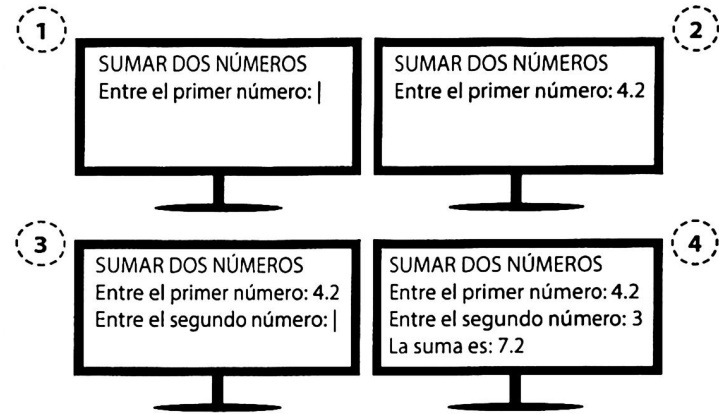 1
SUMAR DOS NÚMEROS
Entre el primer número: |
2
SUMAR DOS NÚMEROS
Entre el primer número: 4.2
3
SUMAR DOS NÚMEROS
Entre el primer número: 4.2
Entre el segundo número: |
4
SUMAR DOS NÚMEROS
Entre el primer número: 4.2
Entre el segundo número: 3
La suma es: 7.2